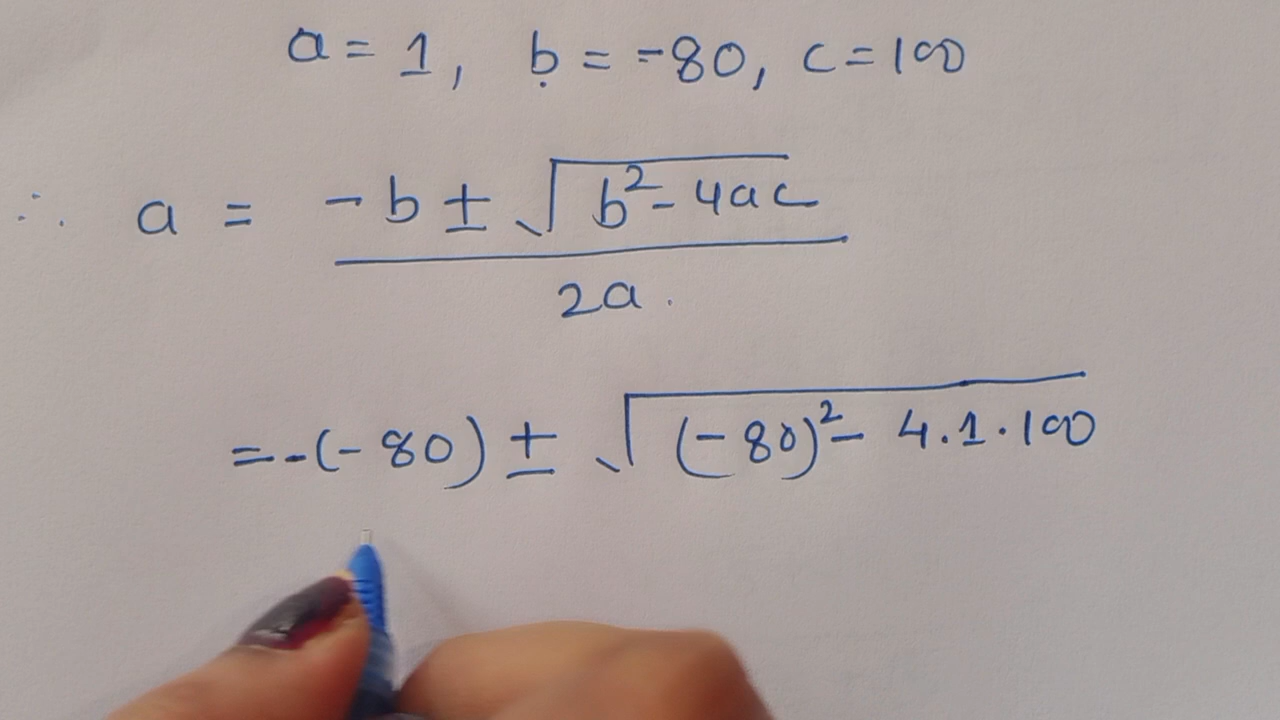 a = 1, b = -80, c = 100
∴ a = -b ± √b² - 4ac
2a.
= -(-80) ± √(-80)² - 4.1.100